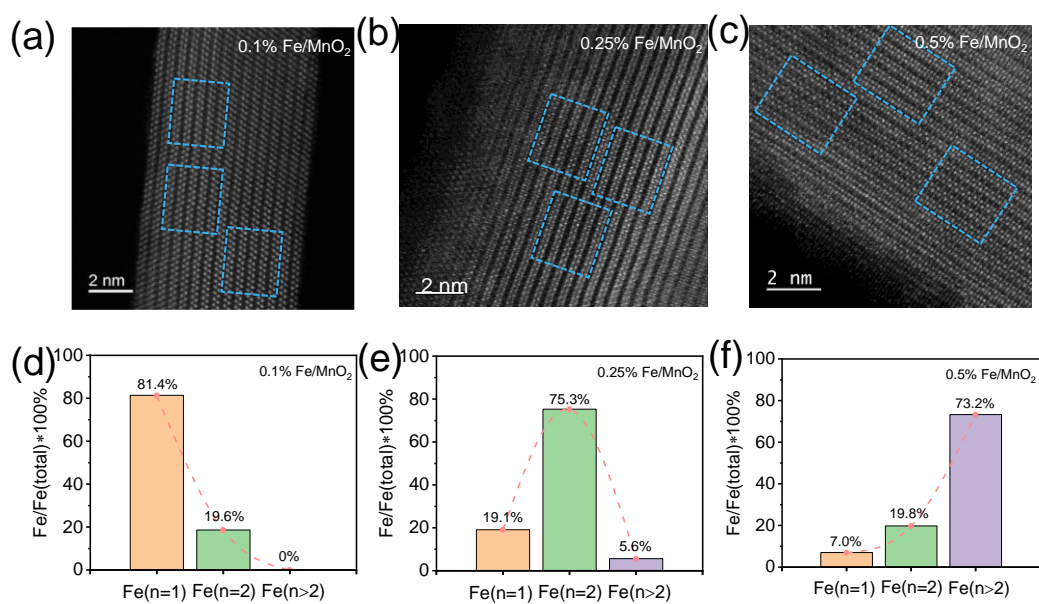 (a)
0.1% Fe/MnO₂
2 nm
(b)
0.25% Fe/MnO₂
2 nm
(c)
0.5% Fe/MnO₂
2 nm
(d)
Fe/Fe(total)*100%
100
80
60
40
20
0
0.1% Fe/MnO₂
81.4%
19.6%
0%
Fe(n=1) Fe(n=2) Fe(n>2)
(e)
Fe/Fe(total)*100%
100
80
60
40
20
0
0.25% Fe/MnO₂
19.1%
75.3%
5.6%
Fe(n=1) Fe(n=2) Fe(n>2)
(f)
Fe/Fe(total)*100%
100
80
60
40
20
0
0.5% Fe/MnO₂
7.0%
19.8%
73.2%
Fe(n=1) Fe(n=2) Fe(n>2)